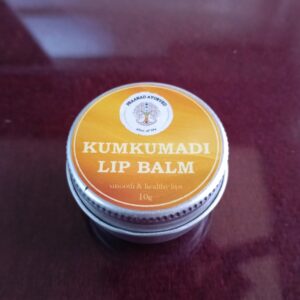 KUMKUMADI
LIP BALM
smooth & healthy lips
10g